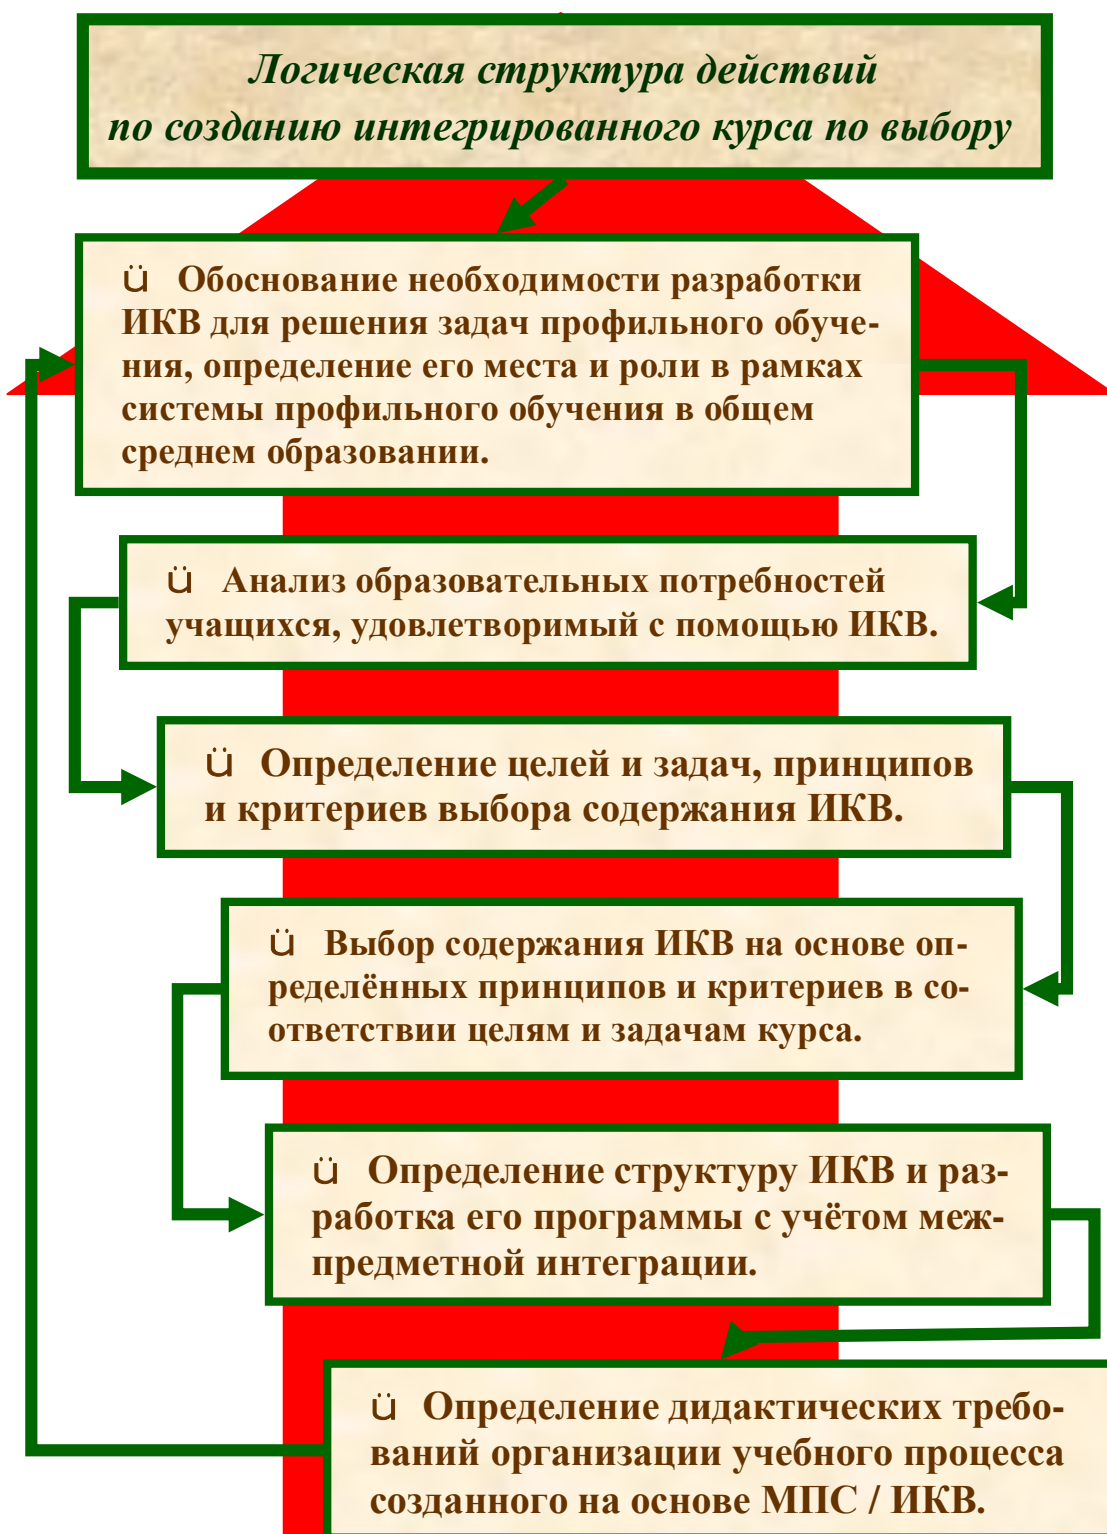 Логическая структура действий
по созданию интегрированного курса по выбору
ü Обоснование необходимости разработки
ИКВ для решения задач профильного обуче-
ния, определение его места и роли в рамках
системы профильного обучения в общем
среднем образовании.
ü Анализ образовательных потребностей
учащихся, удовлетворимый с помощью ИКВ.
ü Определение целей и задач, принципов
и критериев выбора содержания ИКВ.
ü Выбор содержания ИКВ на основе оп-
ределённых принципов и критериев в со-
ответствии целям и задачам курса.
ü Определение структуру ИКВ и раз-
работка его программы с учётом меж-
предметной интеграции.
ü Определение дидактических требо-
ваний организации учебного процесса
созданного на основе МПС / ИКВ.